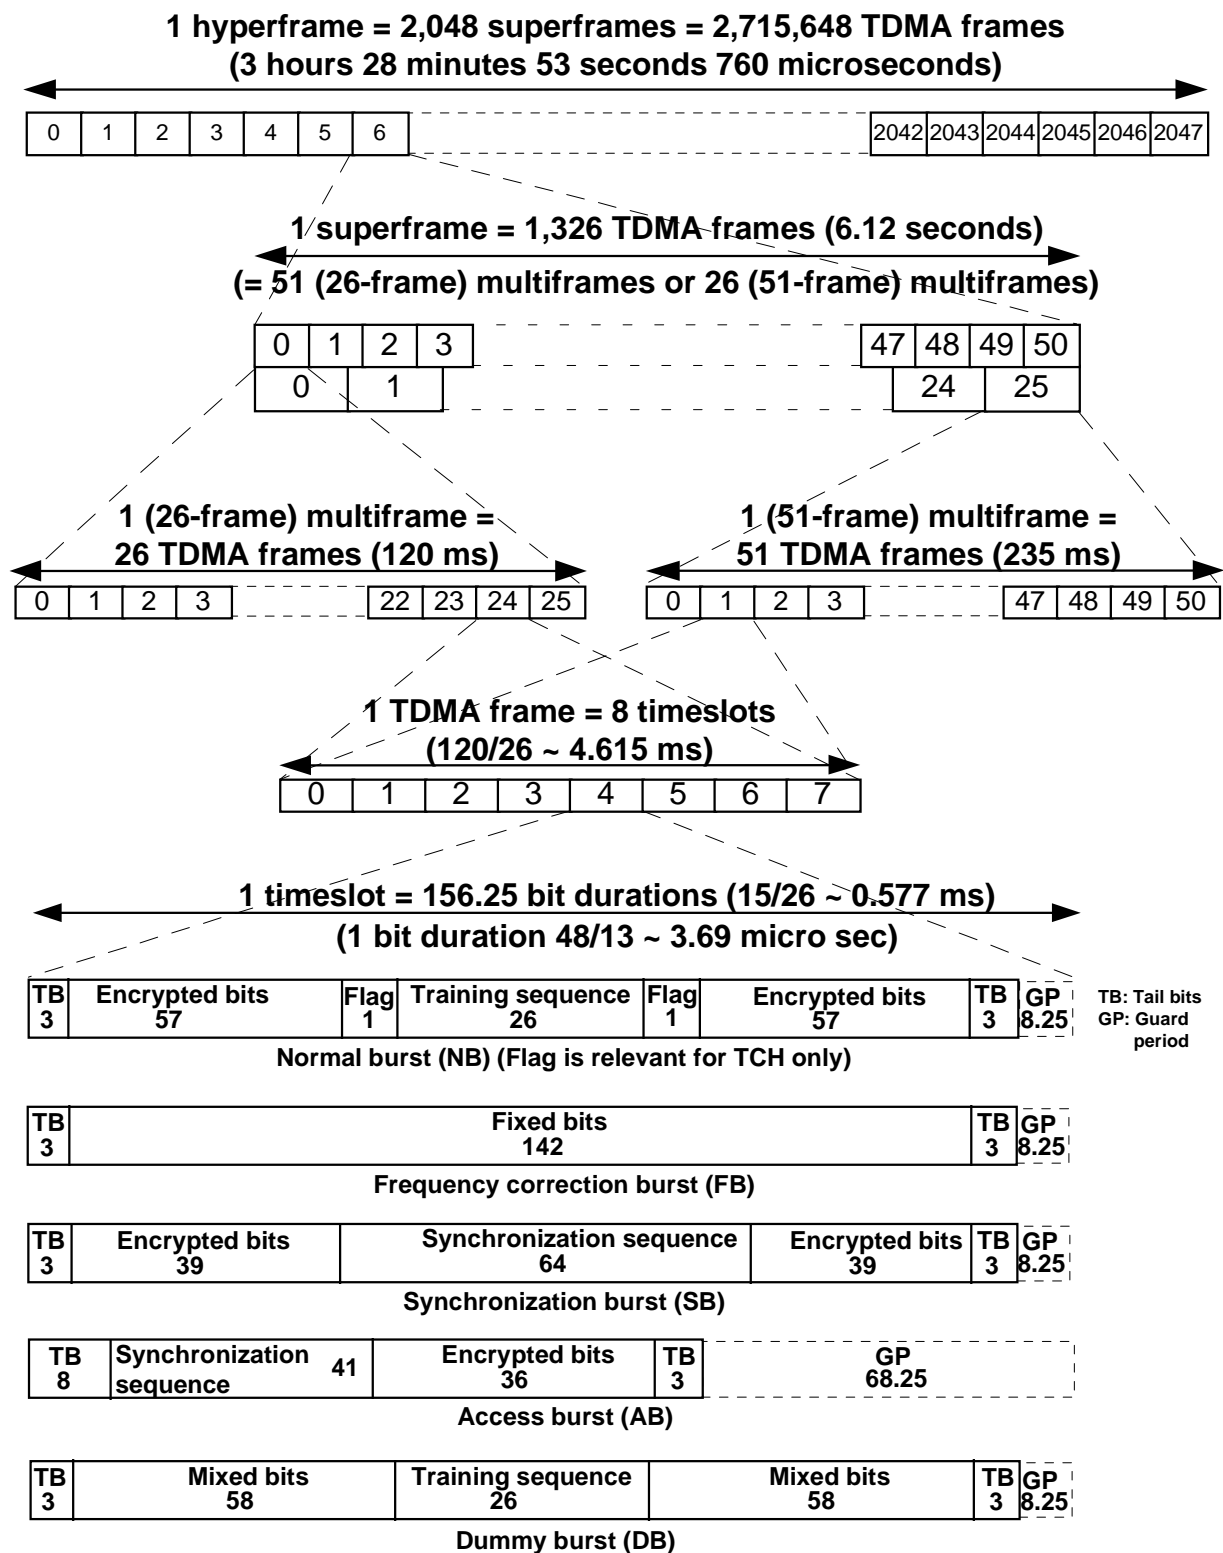 1 hyperframe = 2,048 superframes = 2,715,648 TDMA frames
(3 hours 28 minutes 53 seconds 760 microseconds)
0 1 2 3 4 5 6 2042 2043 2044 2045 2046 2047
1 superframe = 1,326 TDMA frames (6.12 seconds)
(= 51 (26-frame) multiframes or 26 (51-frame) multiframes)
0 1 2 3 47 48 49 50
0 1 24 25
1 (26-frame) multiframe =
26 TDMA frames (120 ms)
1 (51-frame) multiframe =
51 TDMA frames (235 ms)
0 1 2 3 22 23 24 25
0 1 2 3 47 48 49 50
1 TDMA frame = 8 timeslots
(120/26 ~ 4.615 ms)
0 1 2 3 4 5 6 7
1 timeslot = 156.25 bit durations (15/26 ~ 0.577 ms)
(1 bit duration 48/13 ~ 3.69 micro sec)
TB Encrypted bits Flag Training sequence Flag Encrypted bits TB GP
3 57 1 26 1 57 3 8.25
TB: Tail bits
GP: Guard
period
Normal burst (NB) (Flag is relevant for TCH only)
TB Fixed bits TB GP
3 142 3 8.25
Frequency correction burst (FB)
TB Encrypted bits Synchronization sequence Encrypted bits TB GP
3 39 64 39 3 8.25
Synchronization burst (SB)
TB Synchronization 41 Encrypted bits TB GP
8 sequence 36 3 68.25
Access burst (AB)
TB Mixed bits Training sequence Mixed bits TB GP
3 58 26 58 3 8.25
Dummy burst (DB)